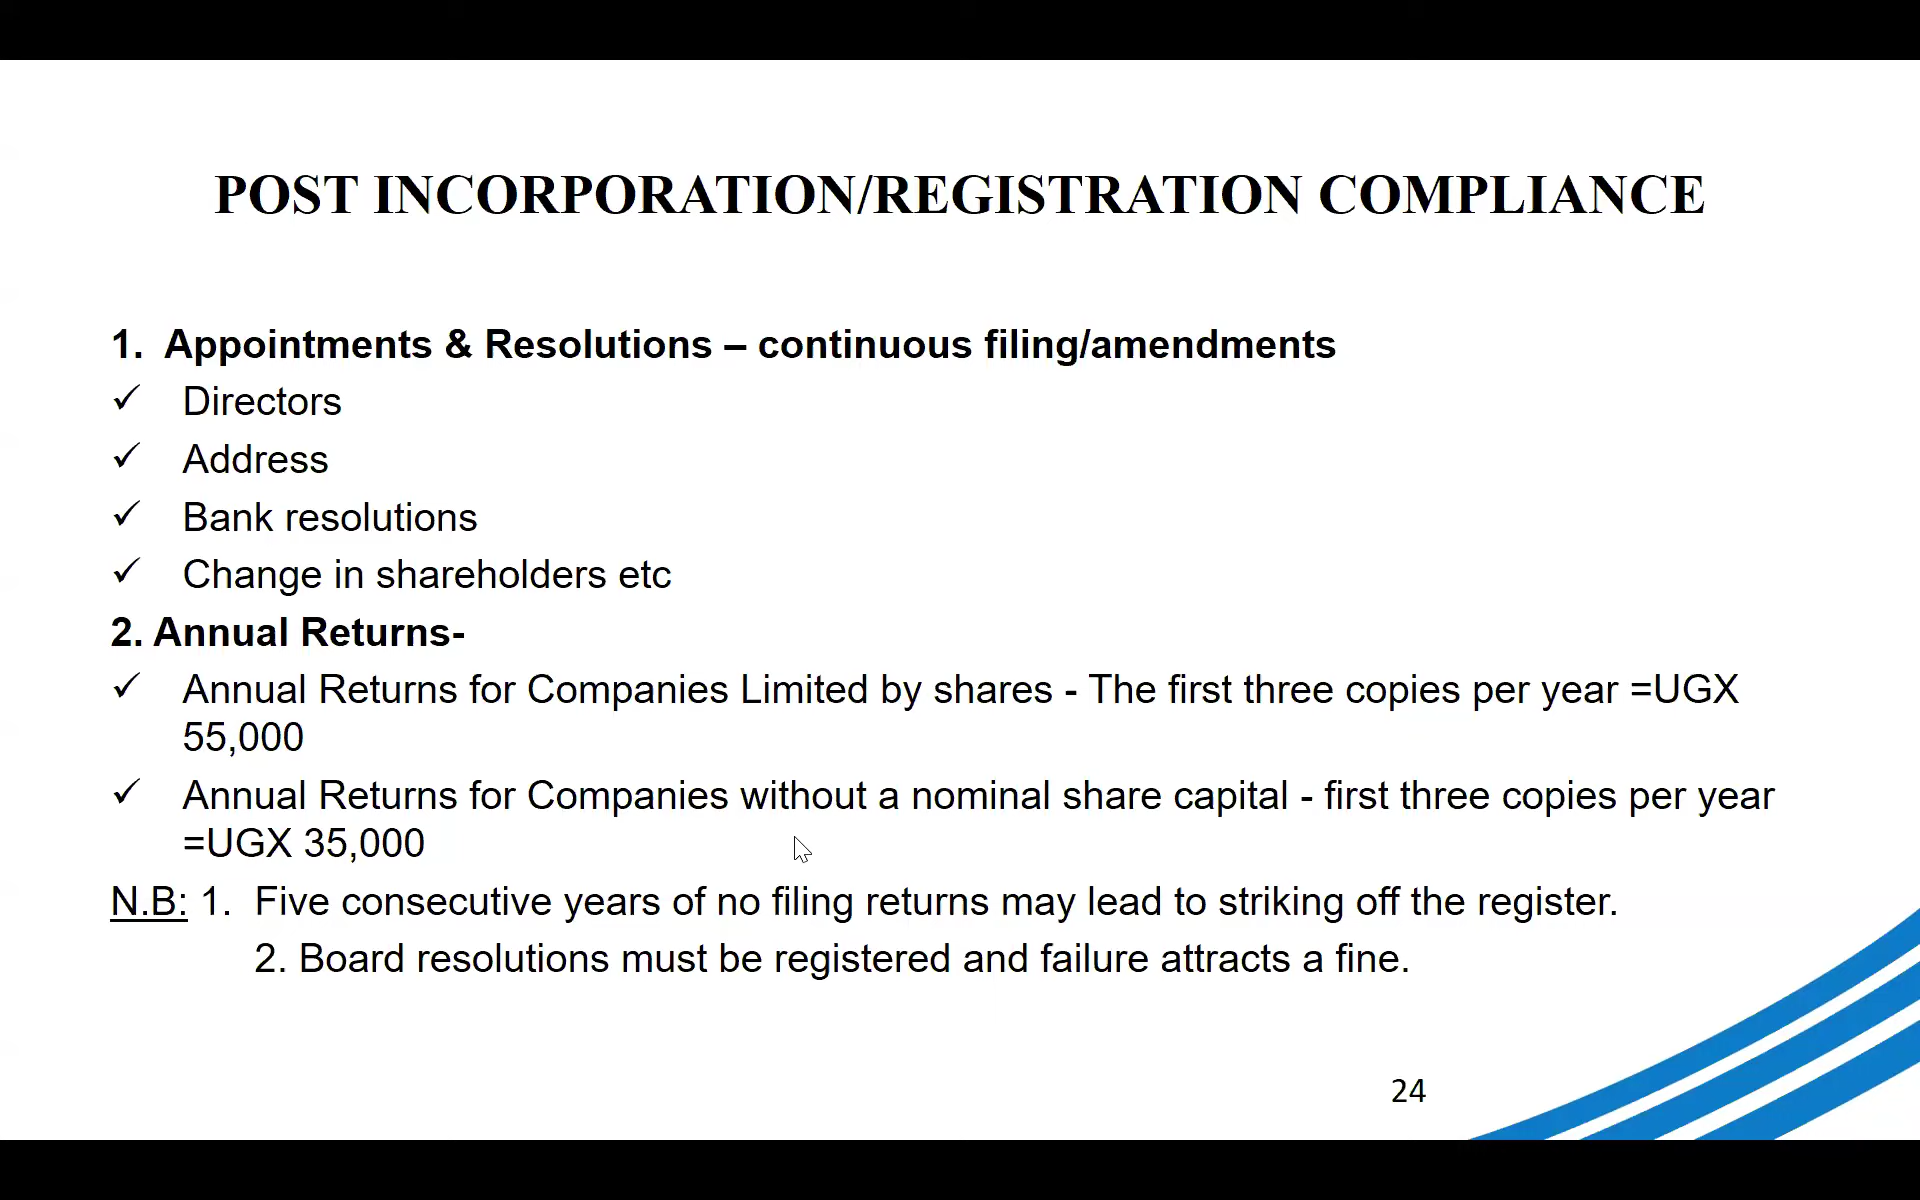 POST INCORPORATION/REGISTRATION COMPLIANCE
1. Appointments & Resolutions – continuous filing/amendments
✓ Directors
✓ Address
✓ Bank resolutions
✓ Change in shareholders etc
2. Annual Returns-
✓ Annual Returns for Companies Limited by shares - The first three copies per year =UGX
55,000
✓ Annual Returns for Companies without a nominal share capital - first three copies per year
=UGX 35,000
N.B: 1. Five consecutive years of no filing returns may lead to striking off the register.
2. Board resolutions must be registered and failure attracts a fine.
24